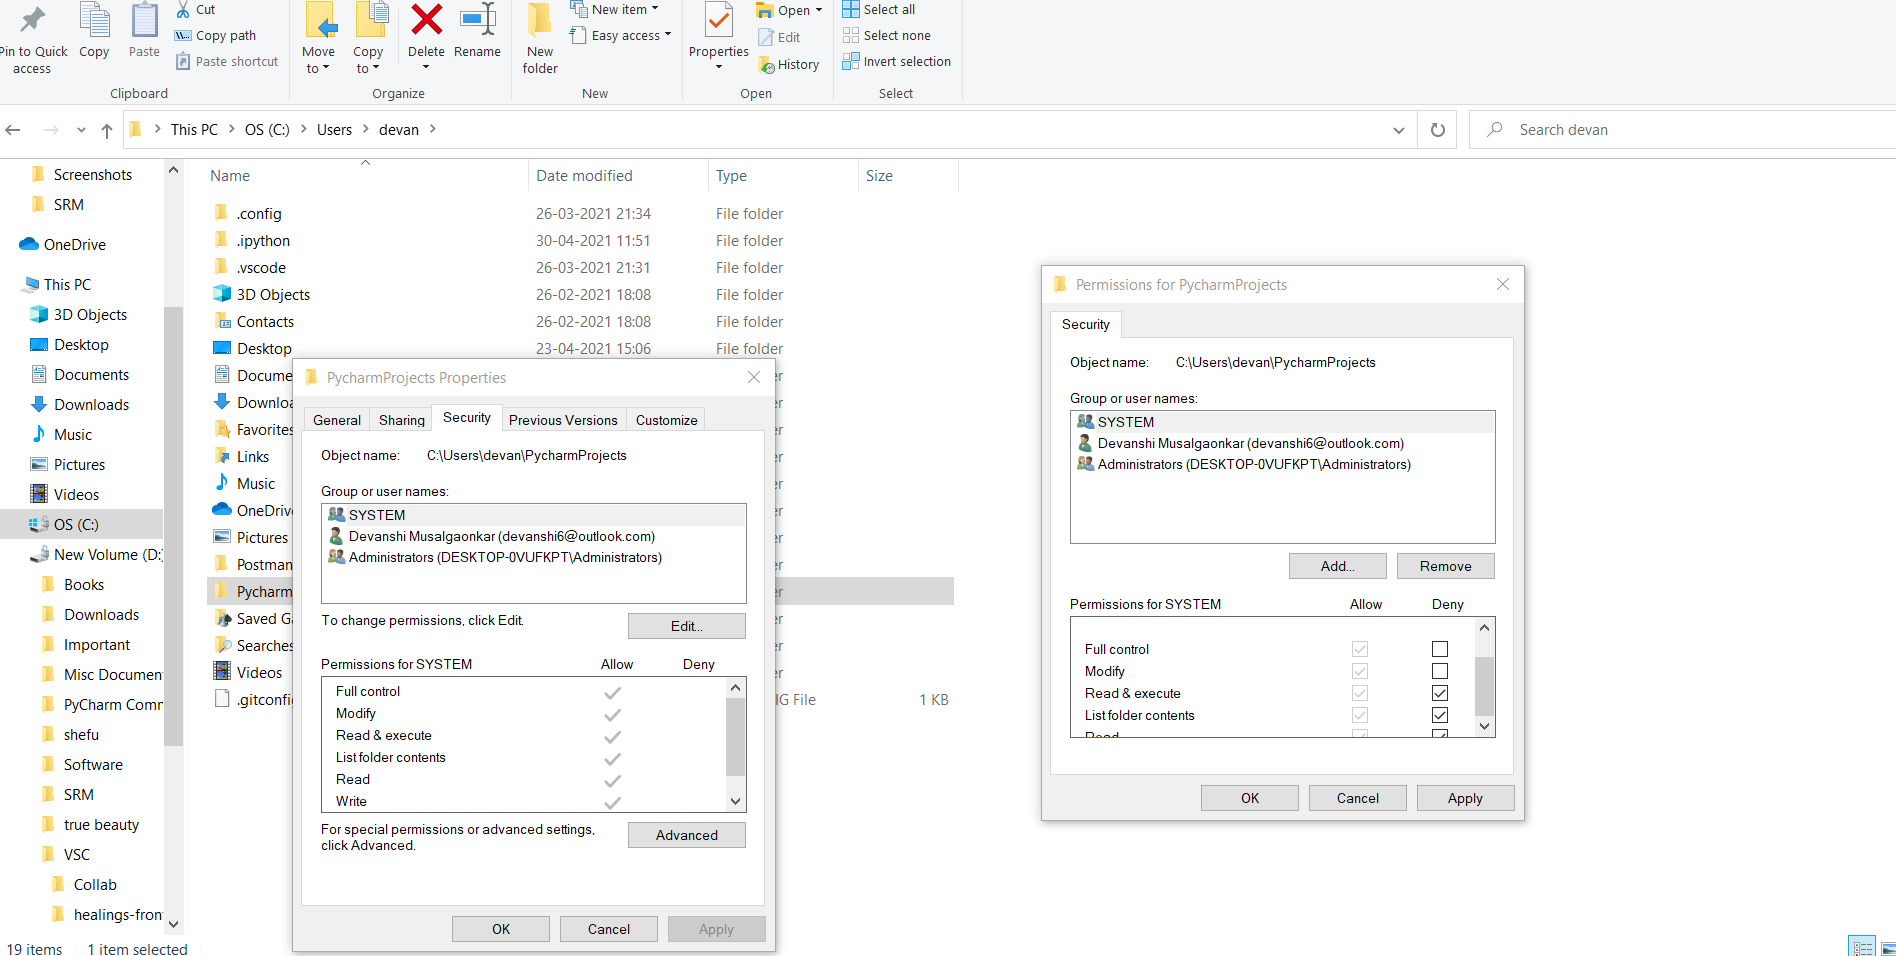 Pin to Quick access
Copy
Paste
Cut
Copy path
Paste shortcut
Clipboard
Move to
Copy to
Delete
Rename
Organize
New folder
New item
Easy access
New
Properties
Open
Edit
History
Open
Select all
Select none
Invert selection
Select
This PC
OS (C:)
Users
devan
Search devan
Screenshots
SRM
OneDrive
This PC
3D Objects
Desktop
Documents
Downloads
Music
Pictures
Videos
OS (C:)
New Volume (D:)
Books
Downloads
Important
Misc Documen
PyCharm Comm
shefu
Software
SRM
true beauty
VSC
Collab
healings-fron
19 items 1 item selected
Name Date modified Type Size
.config 26-03-2021 21:34 File folder
.ipython 30-04-2021 11:51 File folder
.vscode 26-03-2021 21:31 File folder
3D Objects 26-02-2021 18:08 File folder
Contacts 26-02-2021 18:08 File folder
Desktop 23-04-2021 15:06 File folder
Docume er
Downloa er
Favorites er
Links er
Music er
OneDrive er
Pictures er
Postman er
Pycharm er
Saved Ga er
Searches er
Videos er
.gitconfig IG File 1 KB
PycharmProjects Properties
General Sharing Security Previous Versions Customize
Object name: C:\Users\devan\PycharmProjects
Group or user names:
SYSTEM
Devanshi Musalgaonkar (devanshi6@outlook.com)
Administrators (DESKTOP-0VUFKPT\Administrators)
To change permissions, click Edit.
Edit...
Permissions for SYSTEM Allow Deny
Full control
Modify
Read & execute
List folder contents
Read
Write
For special permissions or advanced settings,
click Advanced.
Advanced
OK Cancel Apply
Permissions for PycharmProjects
Security
Object name: C:\Users\devan\PycharmProjects
Group or user names:
SYSTEM
Devanshi Musalgaonkar (devanshi6@outlook.com)
Administrators (DESKTOP-0VUFKPT\Administrators)
Add... Remove
Permissions for SYSTEM Allow Deny
Full control
Modify
Read & execute
List folder contents
Read
OK Cancel Apply